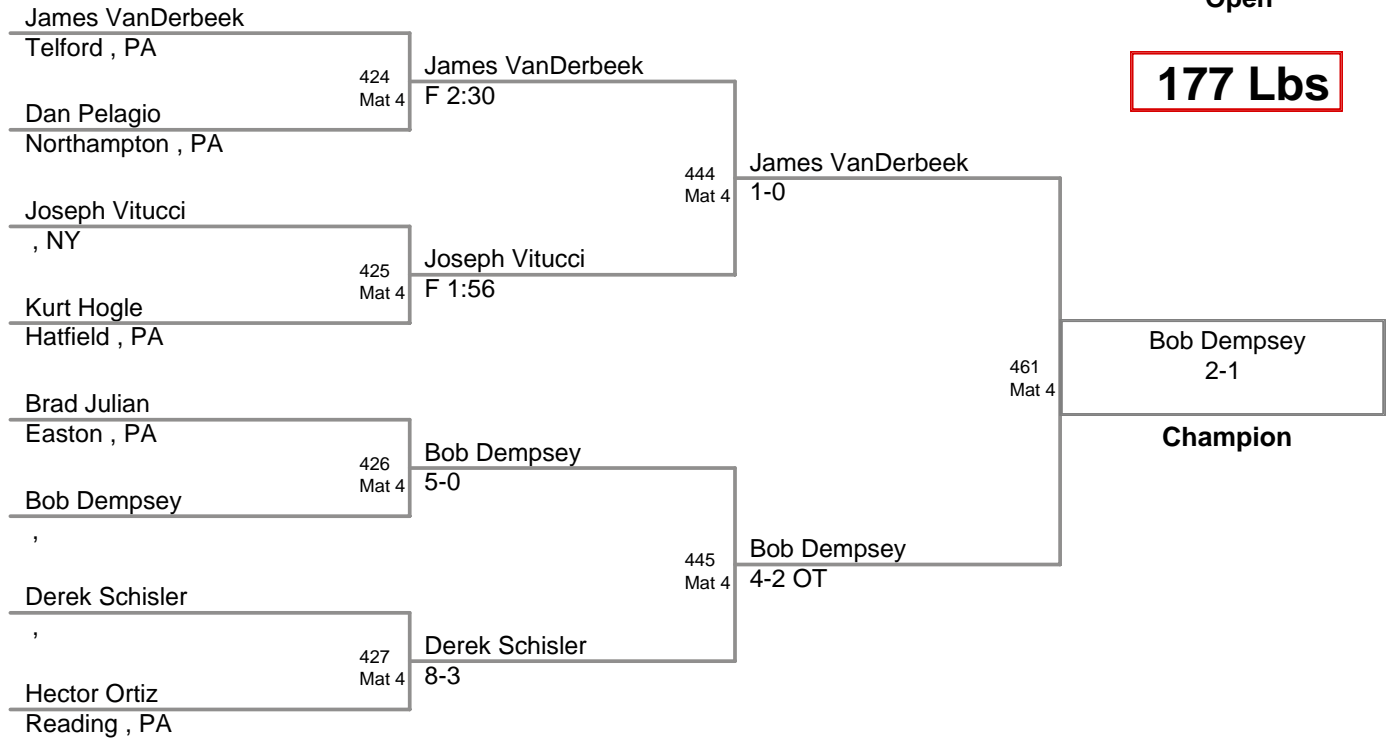 Open
177 Lbs
James VanDerbeek
Telford , PA
424
Mat 4
Dan Pelagio
Northampton , PA
James VanDerbeek
F 2:30
Joseph Vitucci
, NY
425
Mat 4
Kurt Hogle
Hatfield , PA
Joseph Vitucci
F 1:56
444
Mat 4
James VanDerbeek
1-0
Brad Julian
Easton , PA
426
Mat 4
Bob Dempsey
,
Bob Dempsey
5-0
Derek Schisler
,
427
Mat 4
Hector Ortiz
Reading , PA
Derek Schisler
8-3
445
Mat 4
Bob Dempsey
4-2 OT
461
Mat 4
Bob Dempsey
2-1
Champion